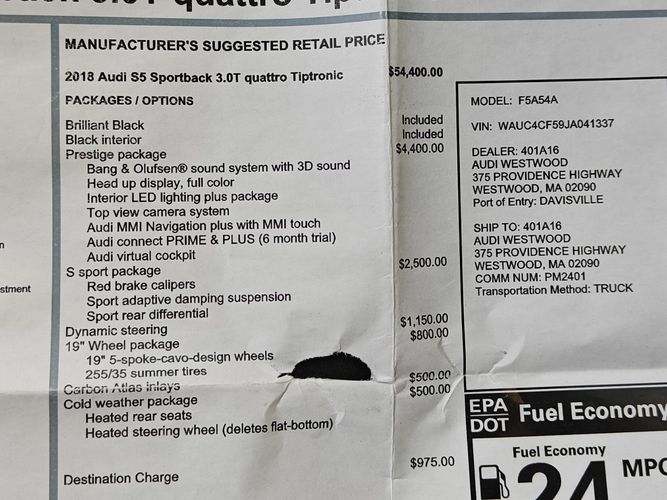 MANUFACTURER'S SUGGESTED RETAIL PRICE
2018 Audi S5 Sportback 3.0T quattro Tiptronic $54,400.00
PACKAGES / OPTIONS
Brilliant Black Included
Black interior Included
Prestige package $4,400.00
Bang & Olufsen® sound system with 3D sound
Head up display, full color
Interior LED lighting plus package
Top view camera system
Audi MMI Navigation plus with MMI touch
Audi connect PRIME & PLUS (6 month trial)
Audi virtual cockpit
S sport package $2,500.00
Red brake calipers
Sport adaptive damping suspension
Sport rear differential
Dynamic steering $1,150.00
19" Wheel package $800.00
19" 5-spoke-cavo-design wheels
255/35 summer tires
Carbon Atlas inlays $500.00
Cold weather package $500.00
Heated rear seats
Heated steering wheel (deletes flat-bottom)
Destination Charge $975.00
MODEL: F5A54A
VIN: WAUC4CF59JA041337
DEALER: 401A16
AUDI WESTWOOD
375 PROVIDENCE HIGHWAY
WESTWOOD, MA 02090
Port of Entry: DAVISVILLE
SHIP TO: 401A16
AUDI WESTWOOD
375 PROVIDENCE HIGHWAY
WESTWOOD, MA 02090
COMM NUM: PM2401
Transportation Method: TRUCK
EPA
DOT Fuel Economy
Fuel Economy
24 MPG